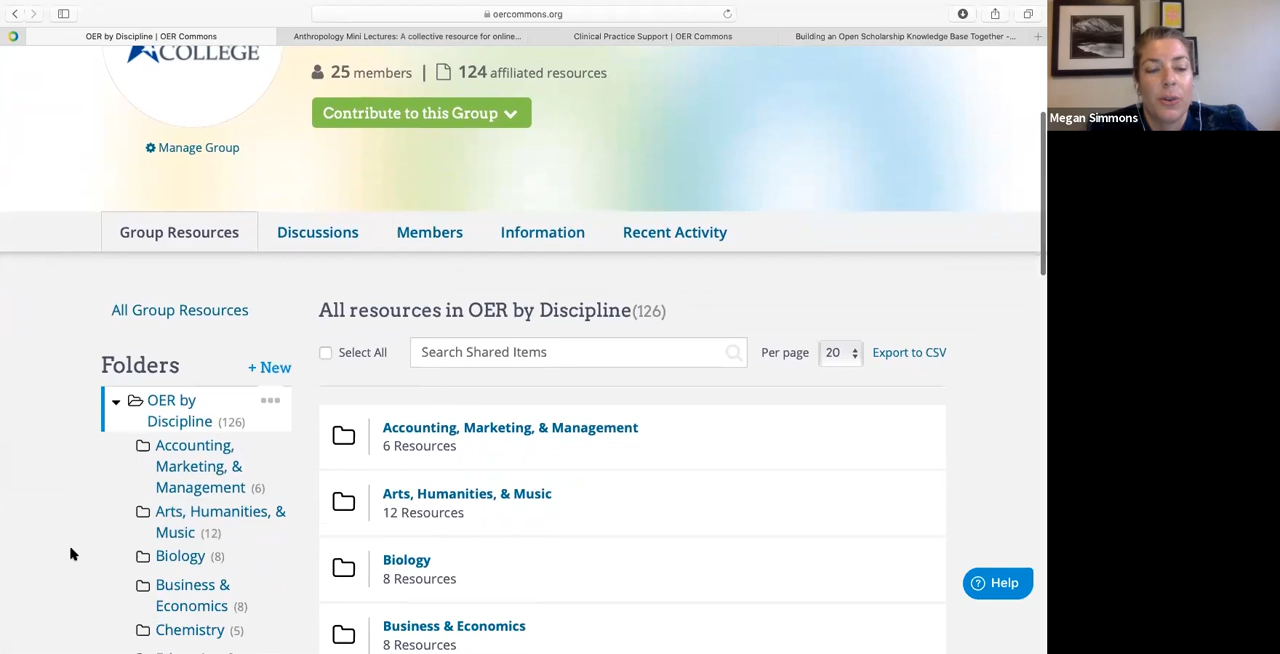 oercommons.org
OER by Discipline | OER Commons
Anthropology Mini Lectures: A collective resource for online...
Clinical Practice Support | OER Commons
Building an Open Scholarship Knowledge Base Together -...
COLLEGE
25 members | 124 affiliated resources
Contribute to this Group
Manage Group
Megan Simmons
Group Resources
Discussions
Members
Information
Recent Activity
All Group Resources
Folders
+ New
OER by
Discipline (126)
Accounting,
Marketing, &
Management (6)
Arts, Humanities, &
Music (12)
Biology (8)
Business &
Economics (8)
Chemistry (5)
All resources in OER by Discipline(126)
Select All
Search Shared Items
Per page
20
Export to CSV
Accounting, Marketing, & Management
6 Resources
Arts, Humanities, & Music
12 Resources
Biology
8 Resources
Business & Economics
8 Resources
Help